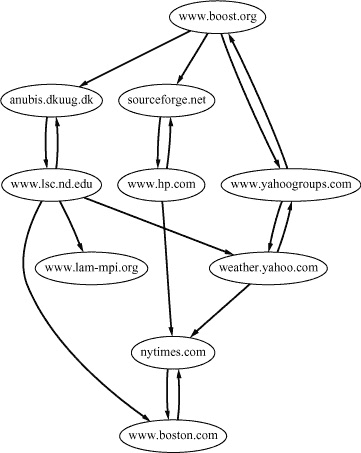 www.boost.org
anubis.dkuug.dk
sourceforge.net
www.lsc.nd.edu
www.hp.com
www.yahoogroups.com
www.lam-mpi.org
weather.yahoo.com
nytimes.com
www.boston.com